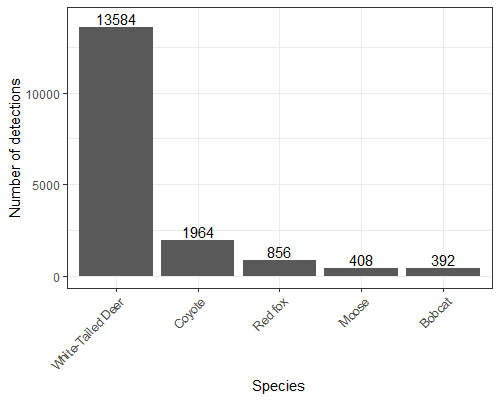 Number of detections
10000
5000
0
13584
1964
856
408
392
White-Tailed Deer
Coyote
Red fox
Moose
Bobcat
Species